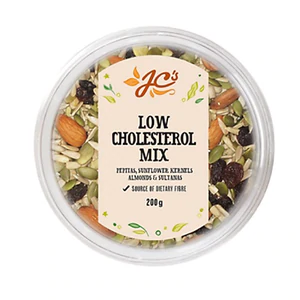 JC's
LOW
CHOLESTEROL
MIX
PEPITAS, SUNFLOWER KERNELS
ALMONDS & SULTANAS
✓ SOURCE OF DIETARY FIBRE
200g